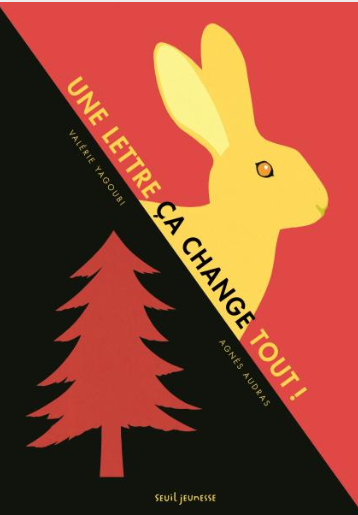 UNE LETTRE ÇA CHANGE TOUT !
VALÉRIE YAGOUBI
AGNÈS AUDRAS
seuil jeunesse